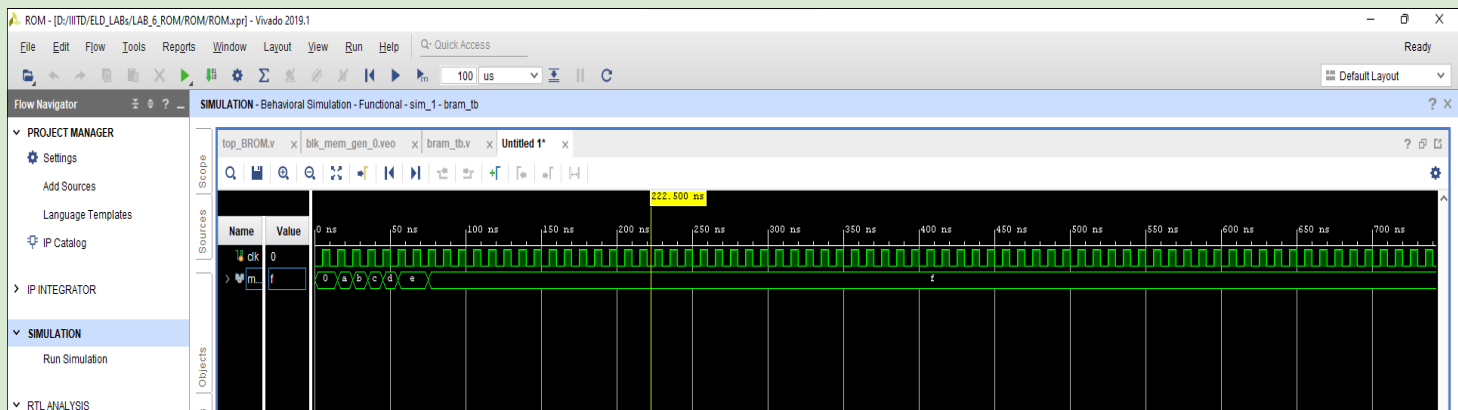 ROM - [D:/IIITD/ELD_LABs/LAB_6_ROM/ROM/ROM.xpr] - Vivado 2019.1
File Edit Flow Tools Reports Window Layout View Run Help Q- Quick Access
Ready
100 us
Default Layout
Flow Navigator
SIMULATION - Behavioral Simulation - Functional - sim_1 - bram_tb
PROJECT MANAGER
Settings
Add Sources
Language Templates
IP Catalog
IP INTEGRATOR
SIMULATION
Run Simulation
RTL ANALYSIS
Scope
Sources
Objects
top_BROM.v x blk_mem_gen_0.veo x bram_tb.v x Untitled 1* x
222.500 ns
Name Value 0 ns 50 ns 100 ns 150 ns 200 ns 250 ns 300 ns 350 ns 400 ns 450 ns 500 ns 550 ns 600 ns 650 ns 700 ns
clk 0
m... f 0 a b c d e f